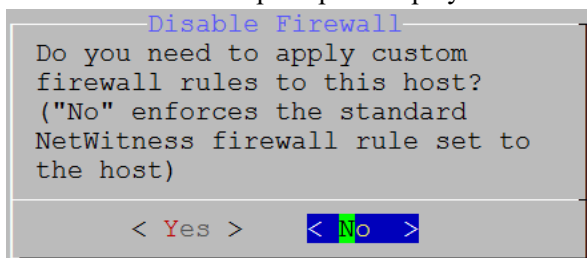 Disable Firewall
Do you need to apply custom
firewall rules to this host?
("No" enforces the standard
NetWitness firewall rule set to
the host)
< Yes > < No >